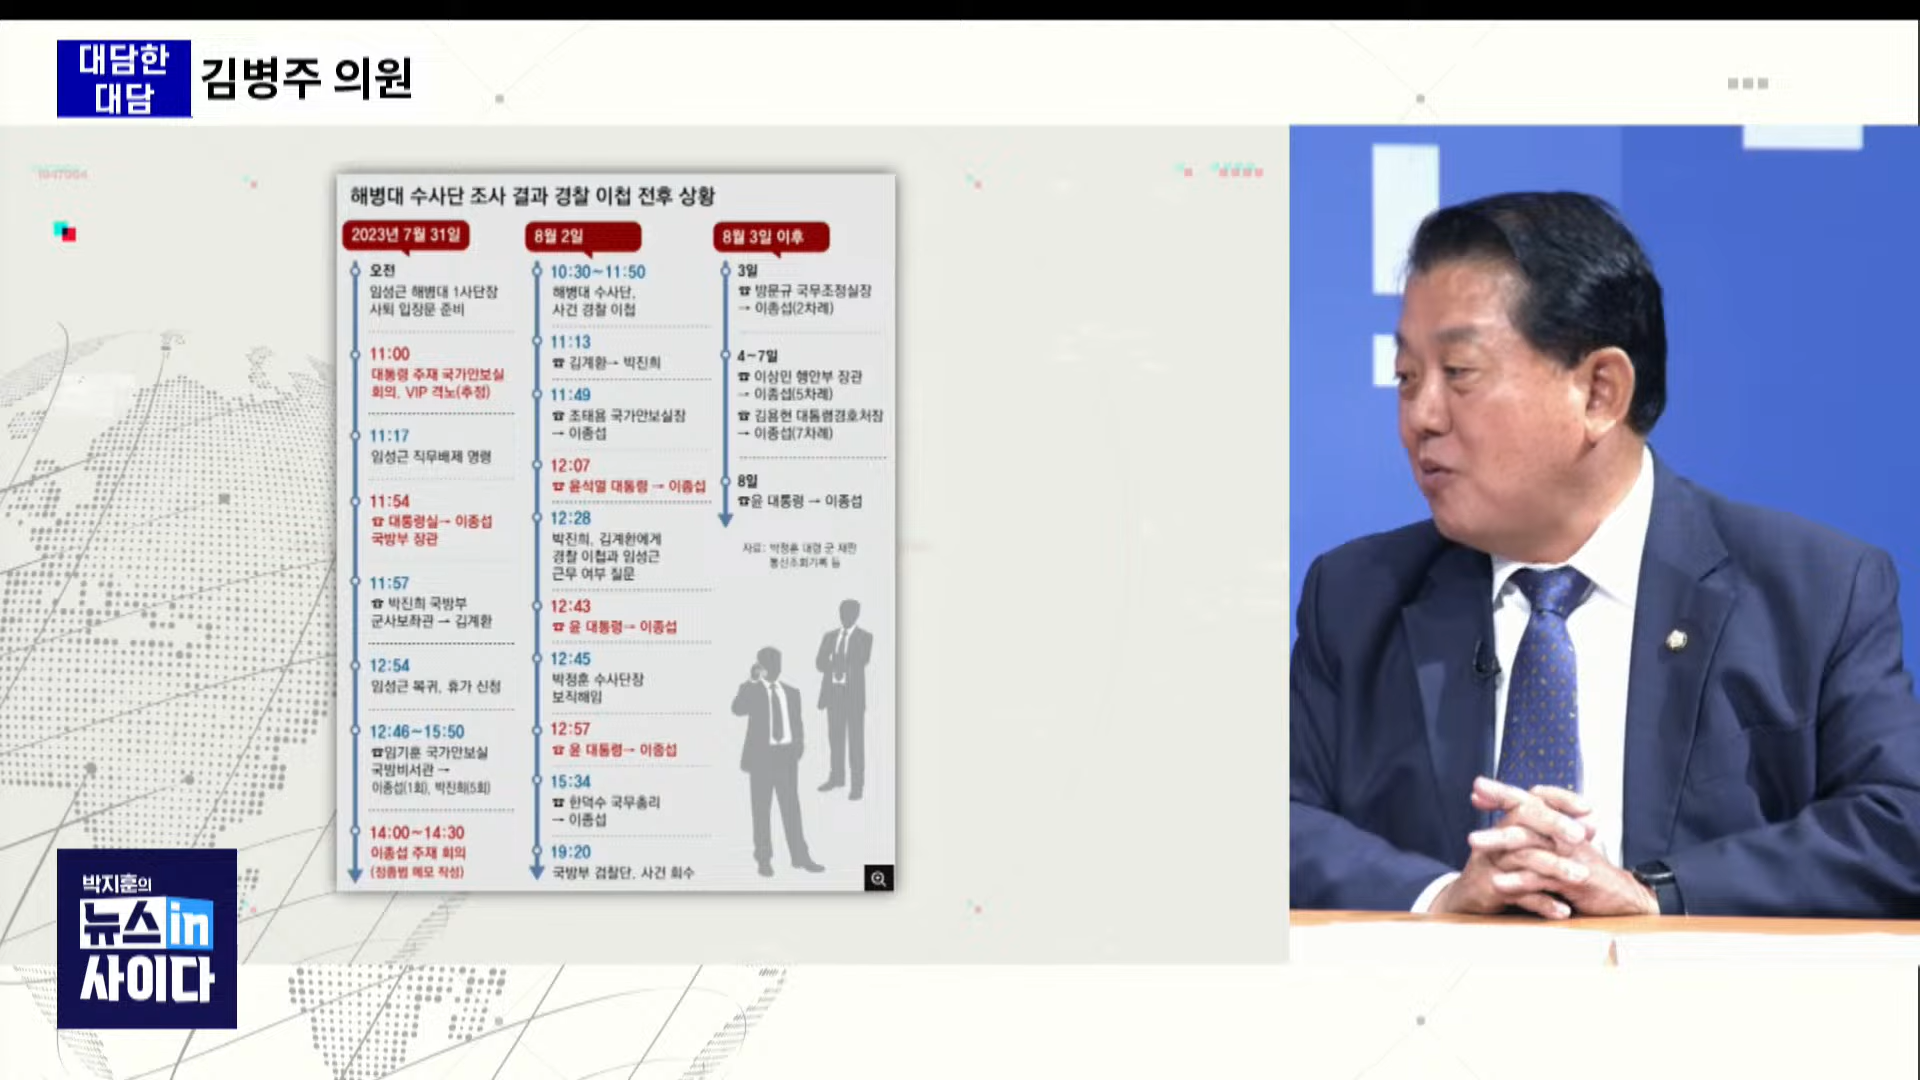 대담한
대담
김병주 의원
해병대 수사단 조사 결과 경찰 이첩 전후 상황
2023년 7월 31일
오전
임성근 해병대 1사단장
사퇴 입장문 준비
11:00
대통령 주재 국가안보실
회의, VIP 격노(추정)
11:17
임성근 직무배제 명령
11:54
☎ 대통령실→ 이종섭
국방부 장관
11:57
☎ 박진희 국방부
군사보좌관 → 김계환
12:54
임성근 복귀, 휴가 신청
12:46~15:50
☎임기훈 국가안보실
국방비서관 →
이종섭(1회), 박진희(5회)
14:00~14:30
이종섭 주재 회의
(정종범 메모 작성)
8월 2일
10:30~11:50
해병대 수사단,
사건 경찰 이첩
11:13
☎ 김계환→ 박진희
11:49
☎ 조태용 국가안보실장
→ 이종섭
12:07
☎ 윤석열 대통령 → 이종섭
12:28
박진희, 김계환에게
경찰 이첩과 임성근
근무 여부 질문
12:43
☎ 윤 대통령→ 이종섭
12:45
박정훈 수사단장
보직해임
12:57
☎ 윤 대통령→ 이종섭
15:34
☎ 한덕수 국무총리
→ 이종섭
19:20
국방부 검찰단, 사건 회수
8월 3일 이후
3일
☎ 방문규 국무조정실장
→ 이종섭(2차례)
4~7일
☎ 이상민 행안부 장관
→ 이종섭(5차례)
☎ 김용현 대통령경호처장
→ 이종섭(7차례)
8일
☎윤 대통령 → 이종섭
자료: 박정훈 대령 군 재판
통신조회기록 등
박지훈의
뉴스in
사이다